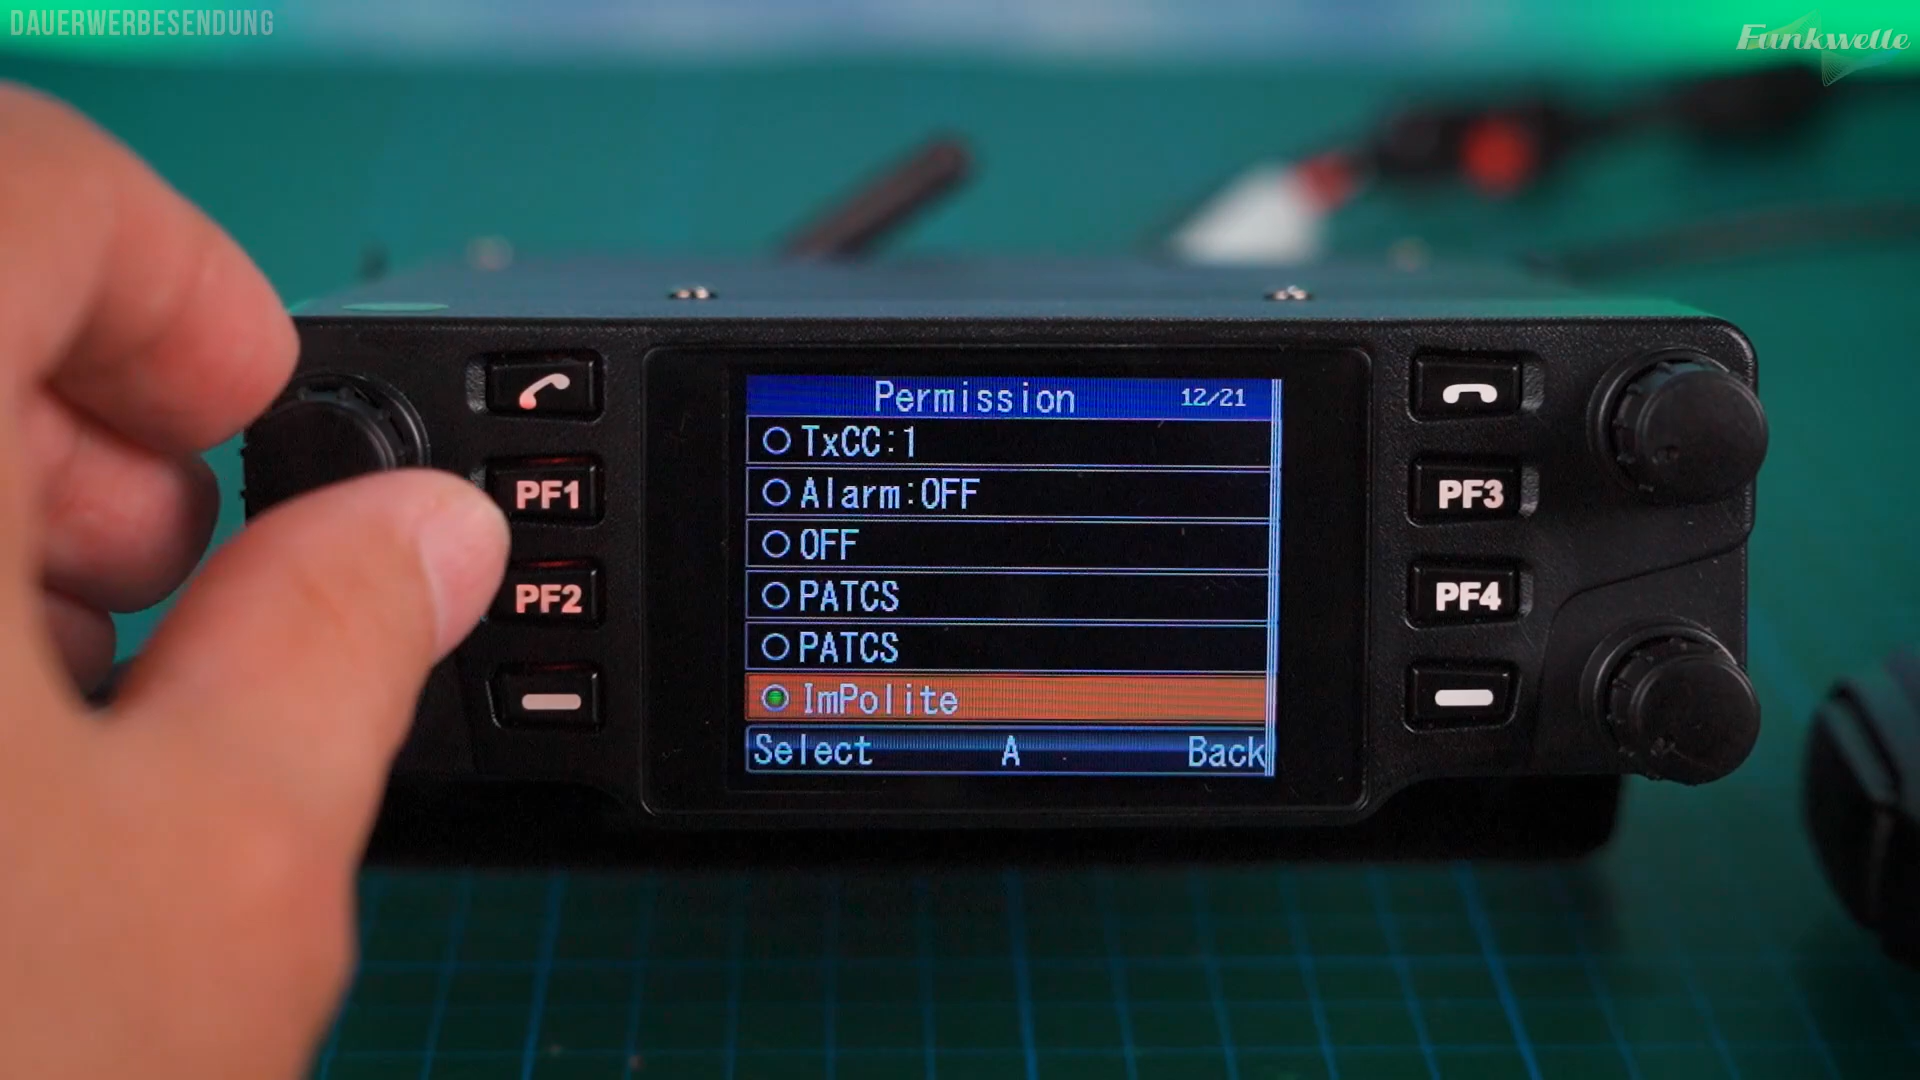 DAUERWERBESENDUNG
Funkwelle
Permission 12/21
TxCC:1
Alarm:OFF
OFF
PATCS
PATCS
ImPolite
Select A Back
PF1
PF2
PF3
PF4